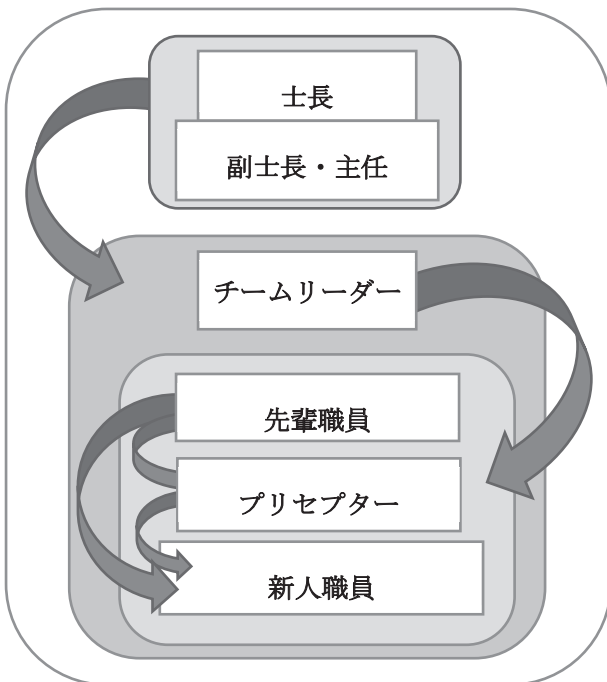 士長
副士長・主任
チームリーダー
先輩職員
プリセプター
新人職員